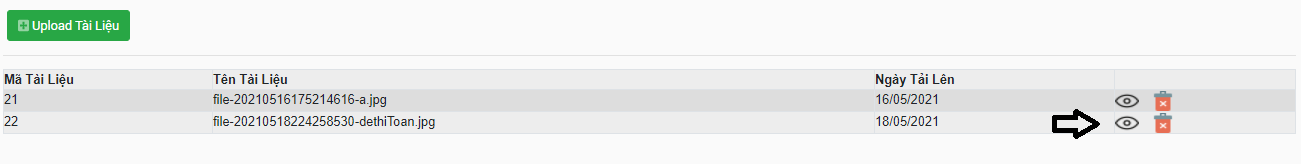 Upload Tài Liệu
Mã Tài Liệu Tên Tài Liệu Ngày Tải Lên
21 file-20210516175214616-a.jpg 16/05/2021
22 file-20210518224258530-dethiToan.jpg 18/05/2021